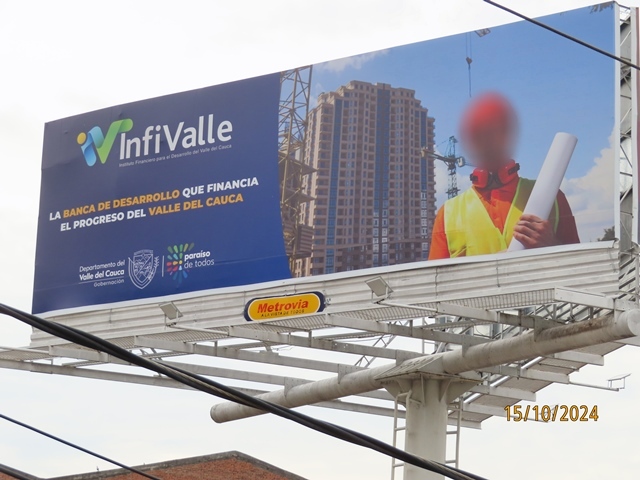 InfiValle
Instituto Financiero para el Desarrollo del Valle del Cauca
LA BANCA DE DESARROLLO QUE FINANCIA
EL PROGRESO DEL VALLE DEL CAUCA
Departamento del
Valle del Cauca
Gobernación
paraíso
de todos
Metrovia
15/10/2024